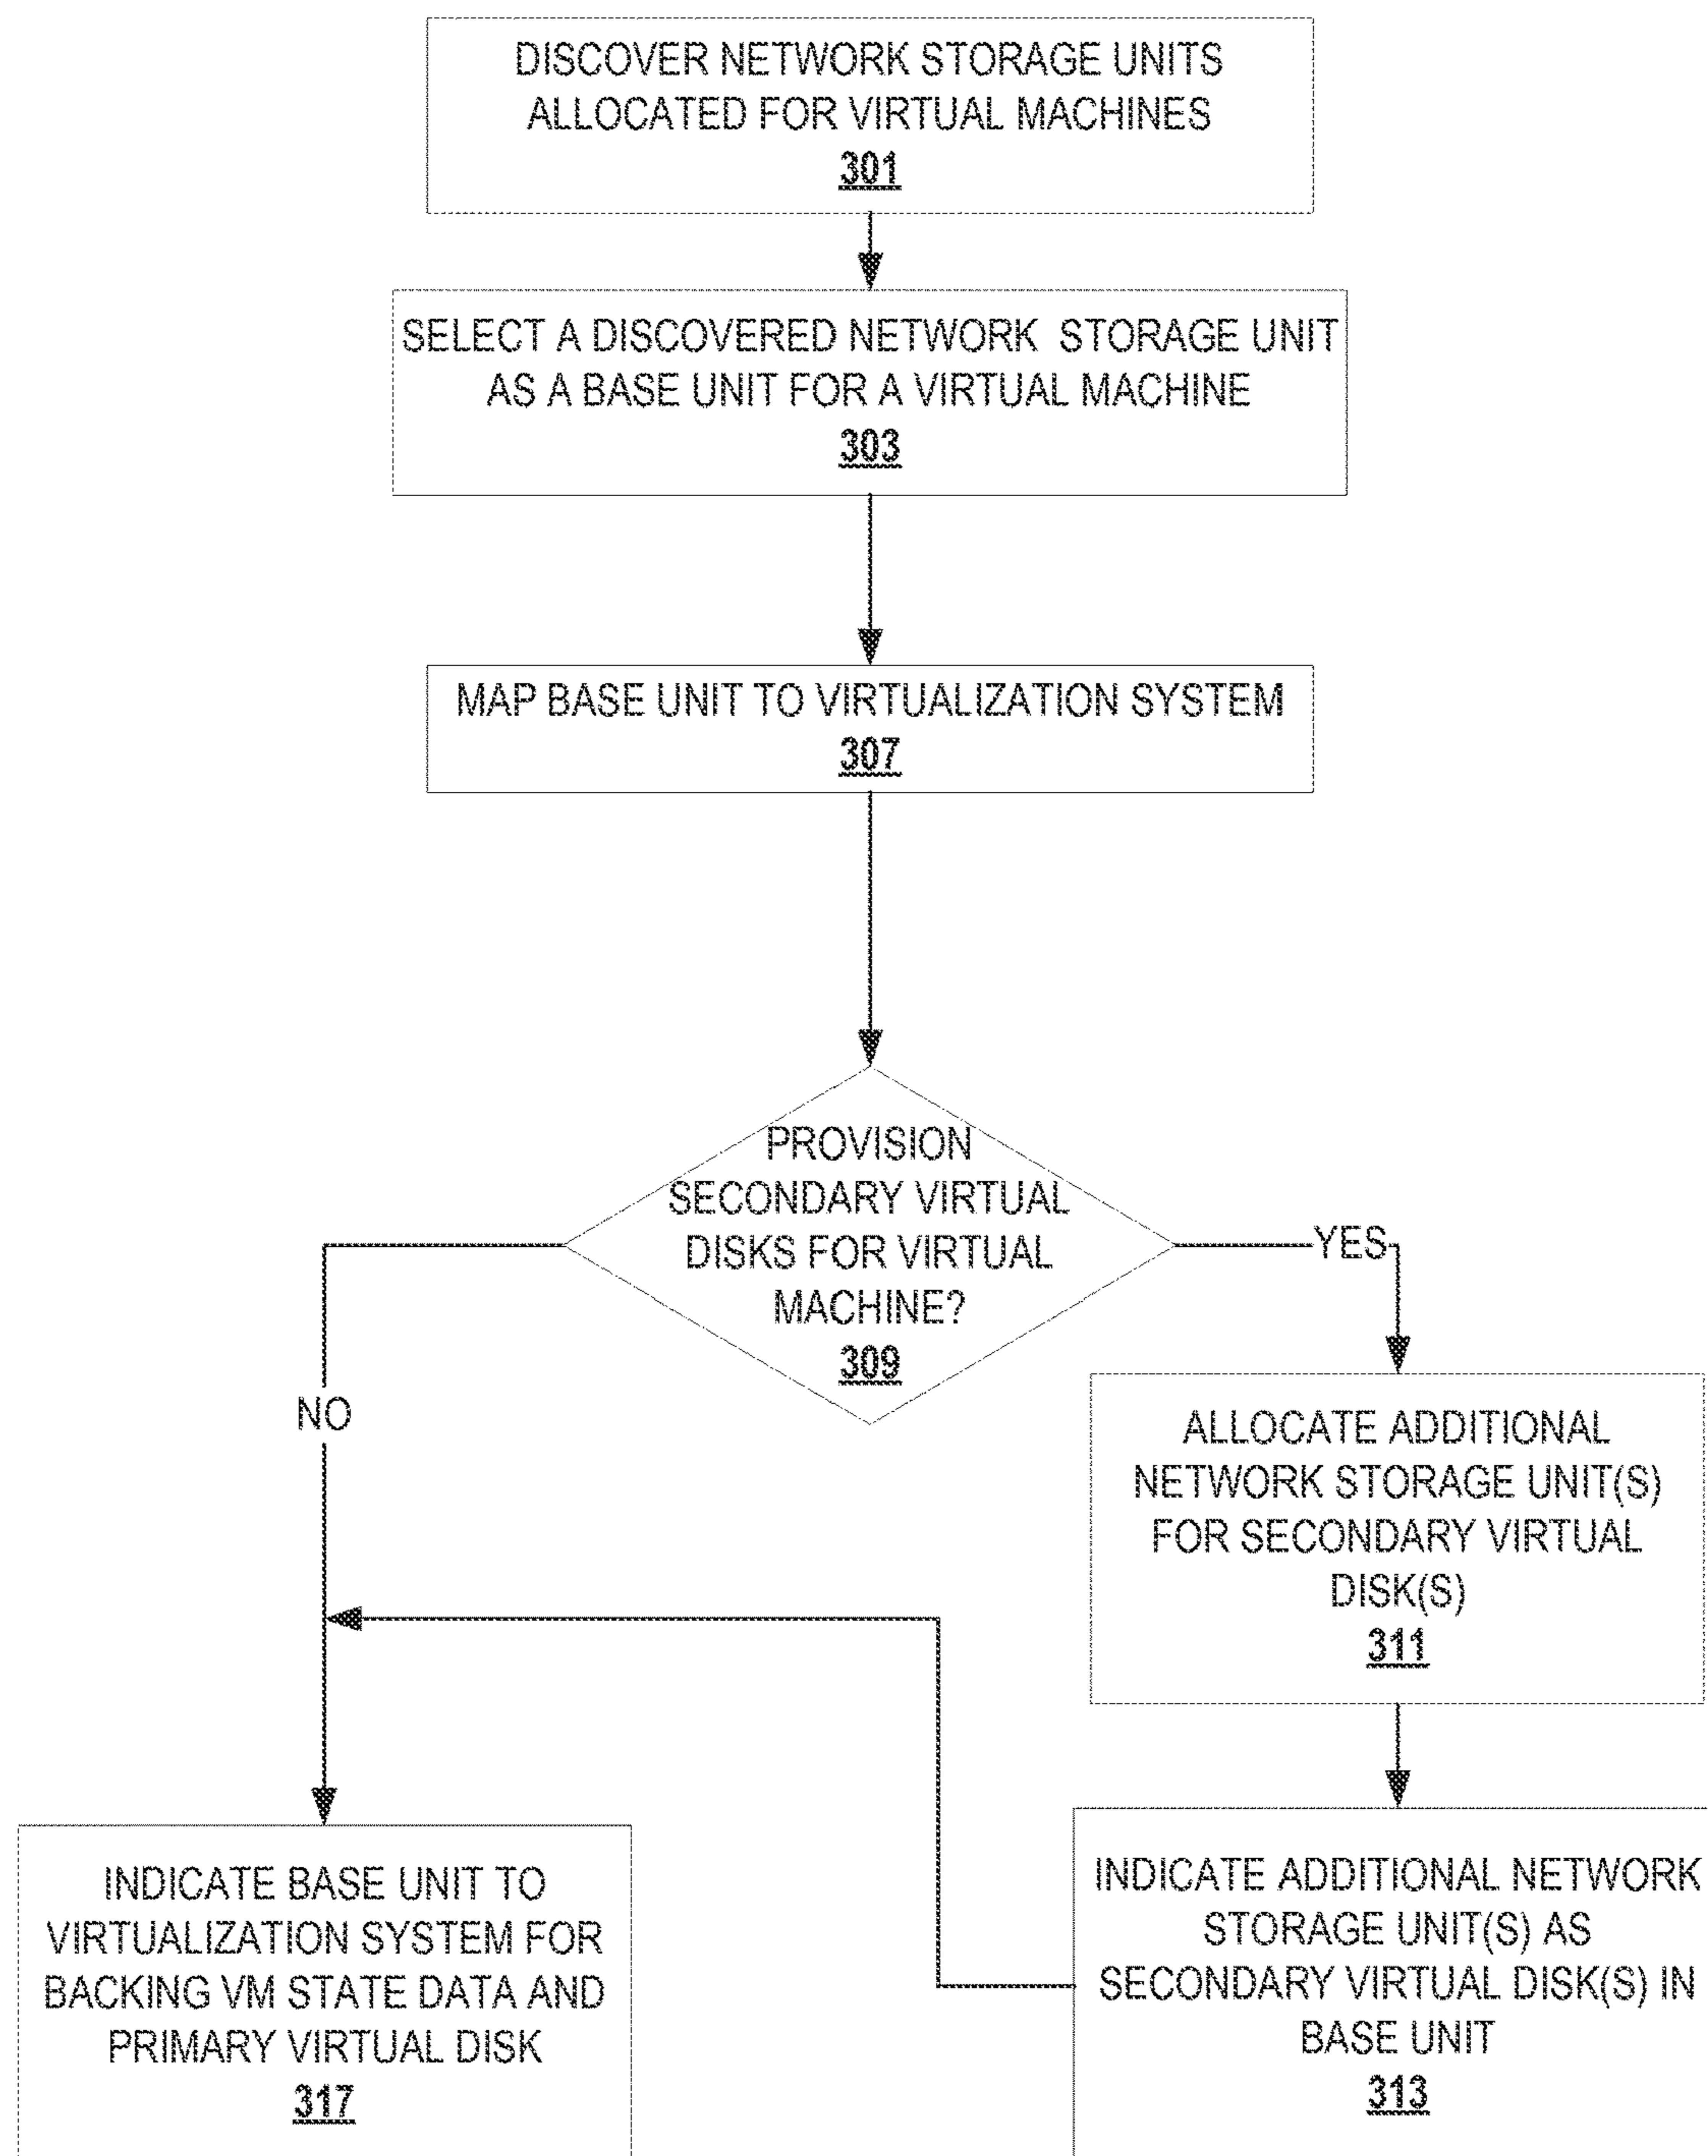 DISCOVER NETWORK STORAGE UNITS
ALLOCATED FOR VIRTUAL MACHINES
301
SELECT A DISCOVERED NETWORK STORAGE UNIT
AS A BASE UNIT FOR A VIRTUAL MACHINE
303
MAP BASE UNIT TO VIRTUALIZATION SYSTEM
307
PROVISION
SECONDARY VIRTUAL
DISKS FOR VIRTUAL
MACHINE?
309
YES
NO
ALLOCATE ADDITIONAL
NETWORK STORAGE UNIT(S)
FOR SECONDARY VIRTUAL
DISK(S)
311
INDICATE ADDITIONAL NETWORK
STORAGE UNIT(S) AS
SECONDARY VIRTUAL DISK(S) IN
BASE UNIT
313
INDICATE BASE UNIT TO
VIRTUALIZATION SYSTEM FOR
BACKING VM STATE DATA AND
PRIMARY VIRTUAL DISK
317